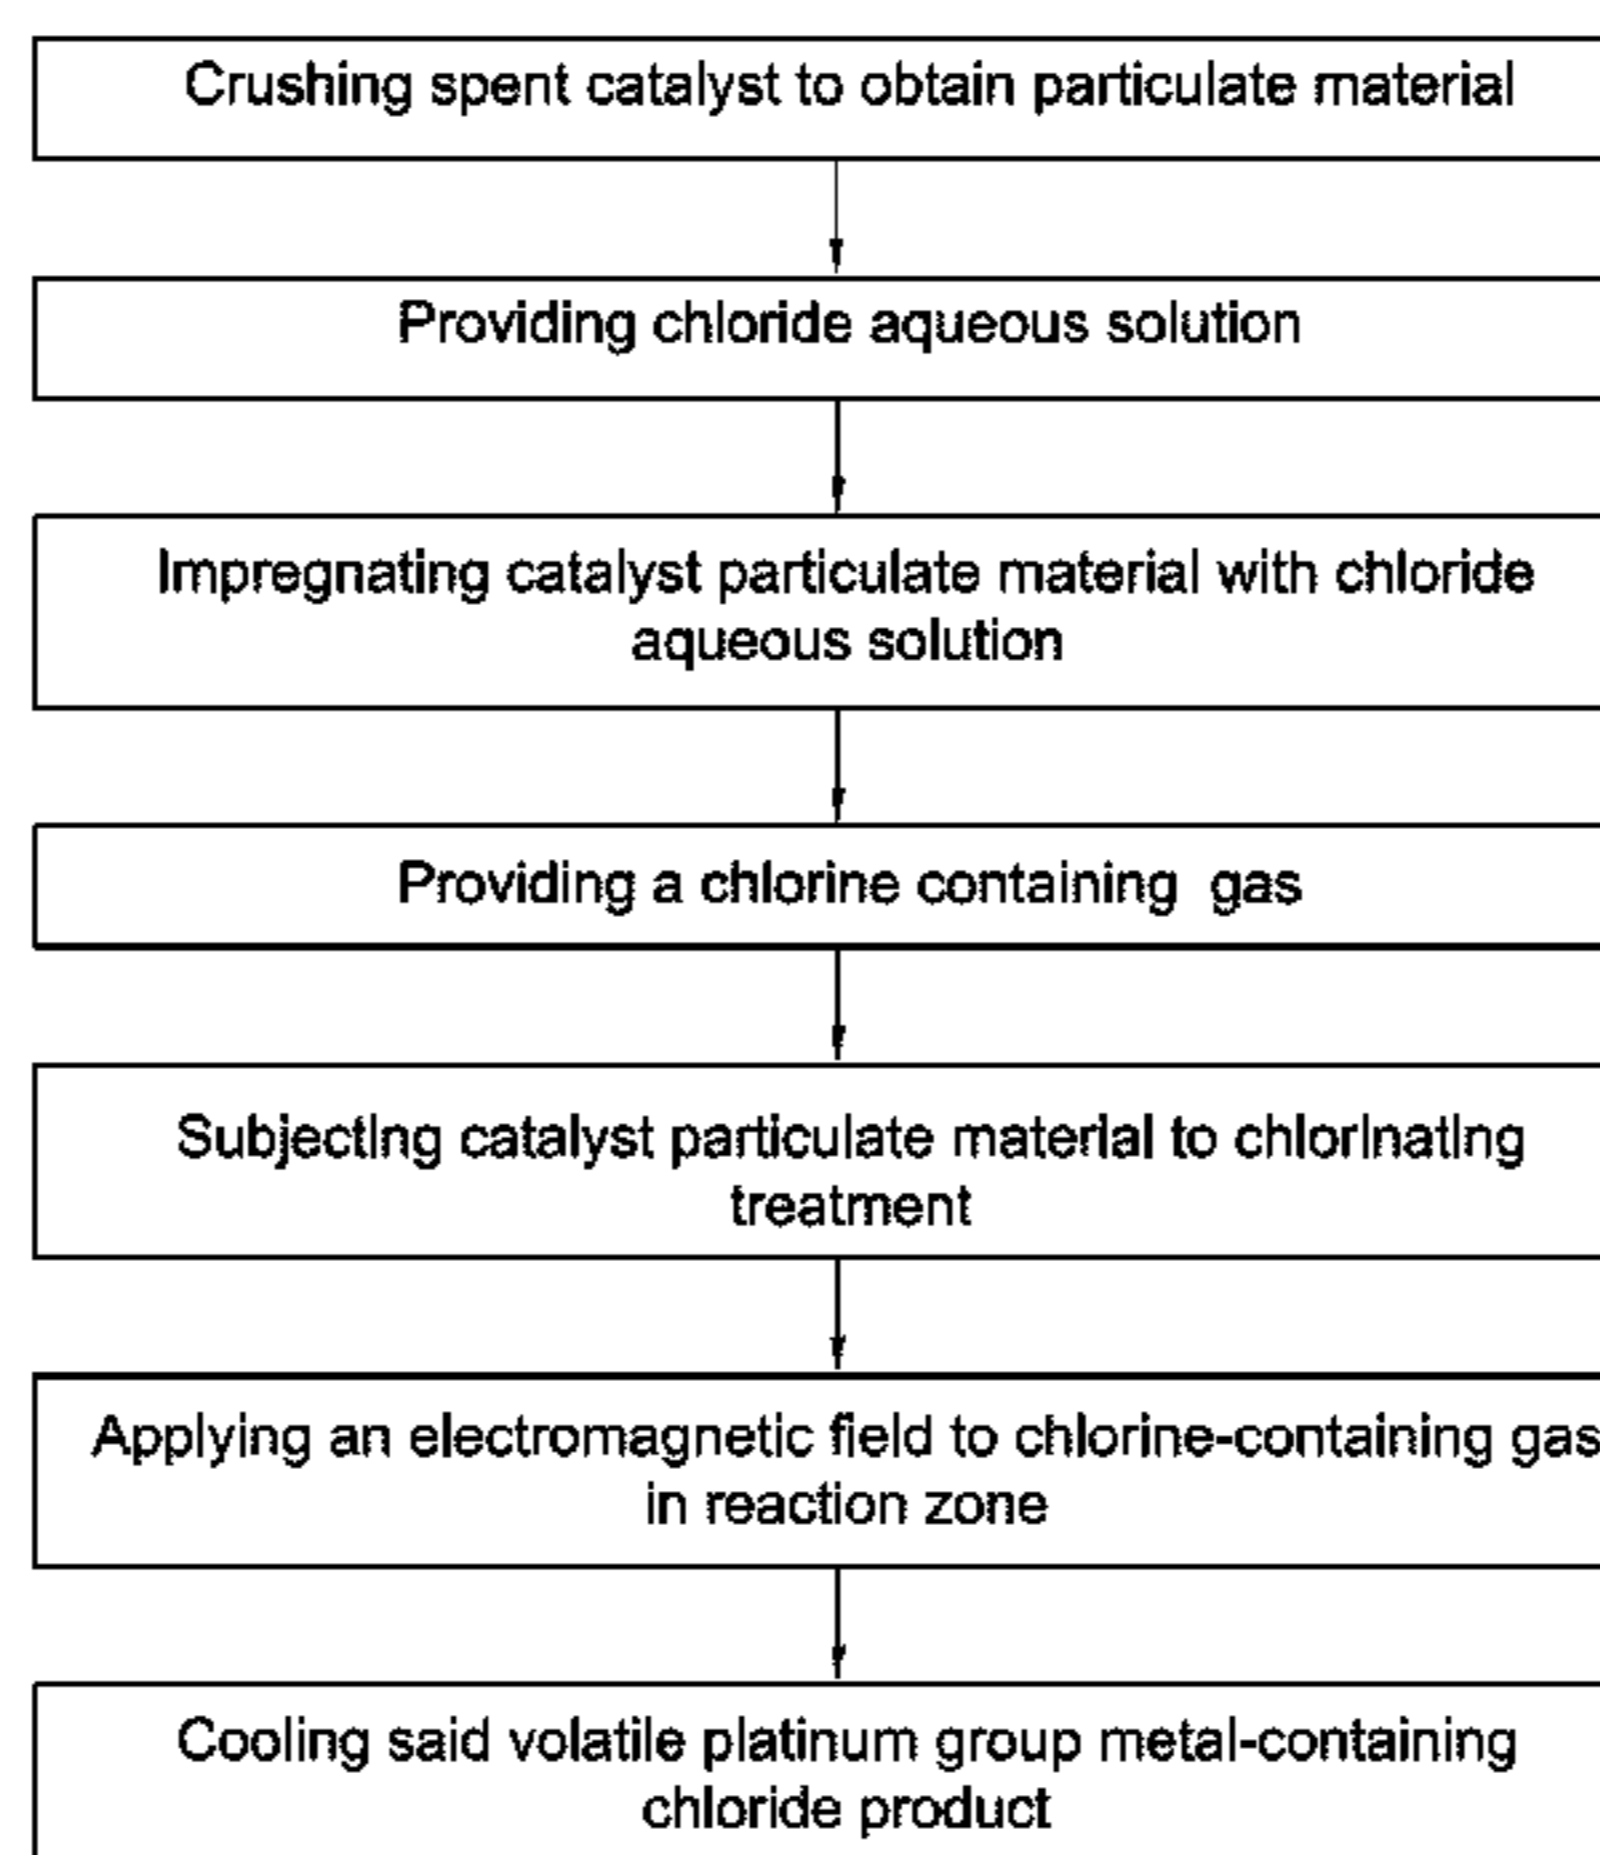 Crushing spent catalyst to obtain particulate material
Providing chloride aqueous solution
Impregnating catalyst particulate material with chloride
aqueous solution
Providing a chlorine containing gas
Subjecting catalyst particulate material to chlorinating
treatment
Applying an electromagnetic field to chlorine-containing gas
in reaction zone
Cooling said volatile platinum group metal-containing
chloride product